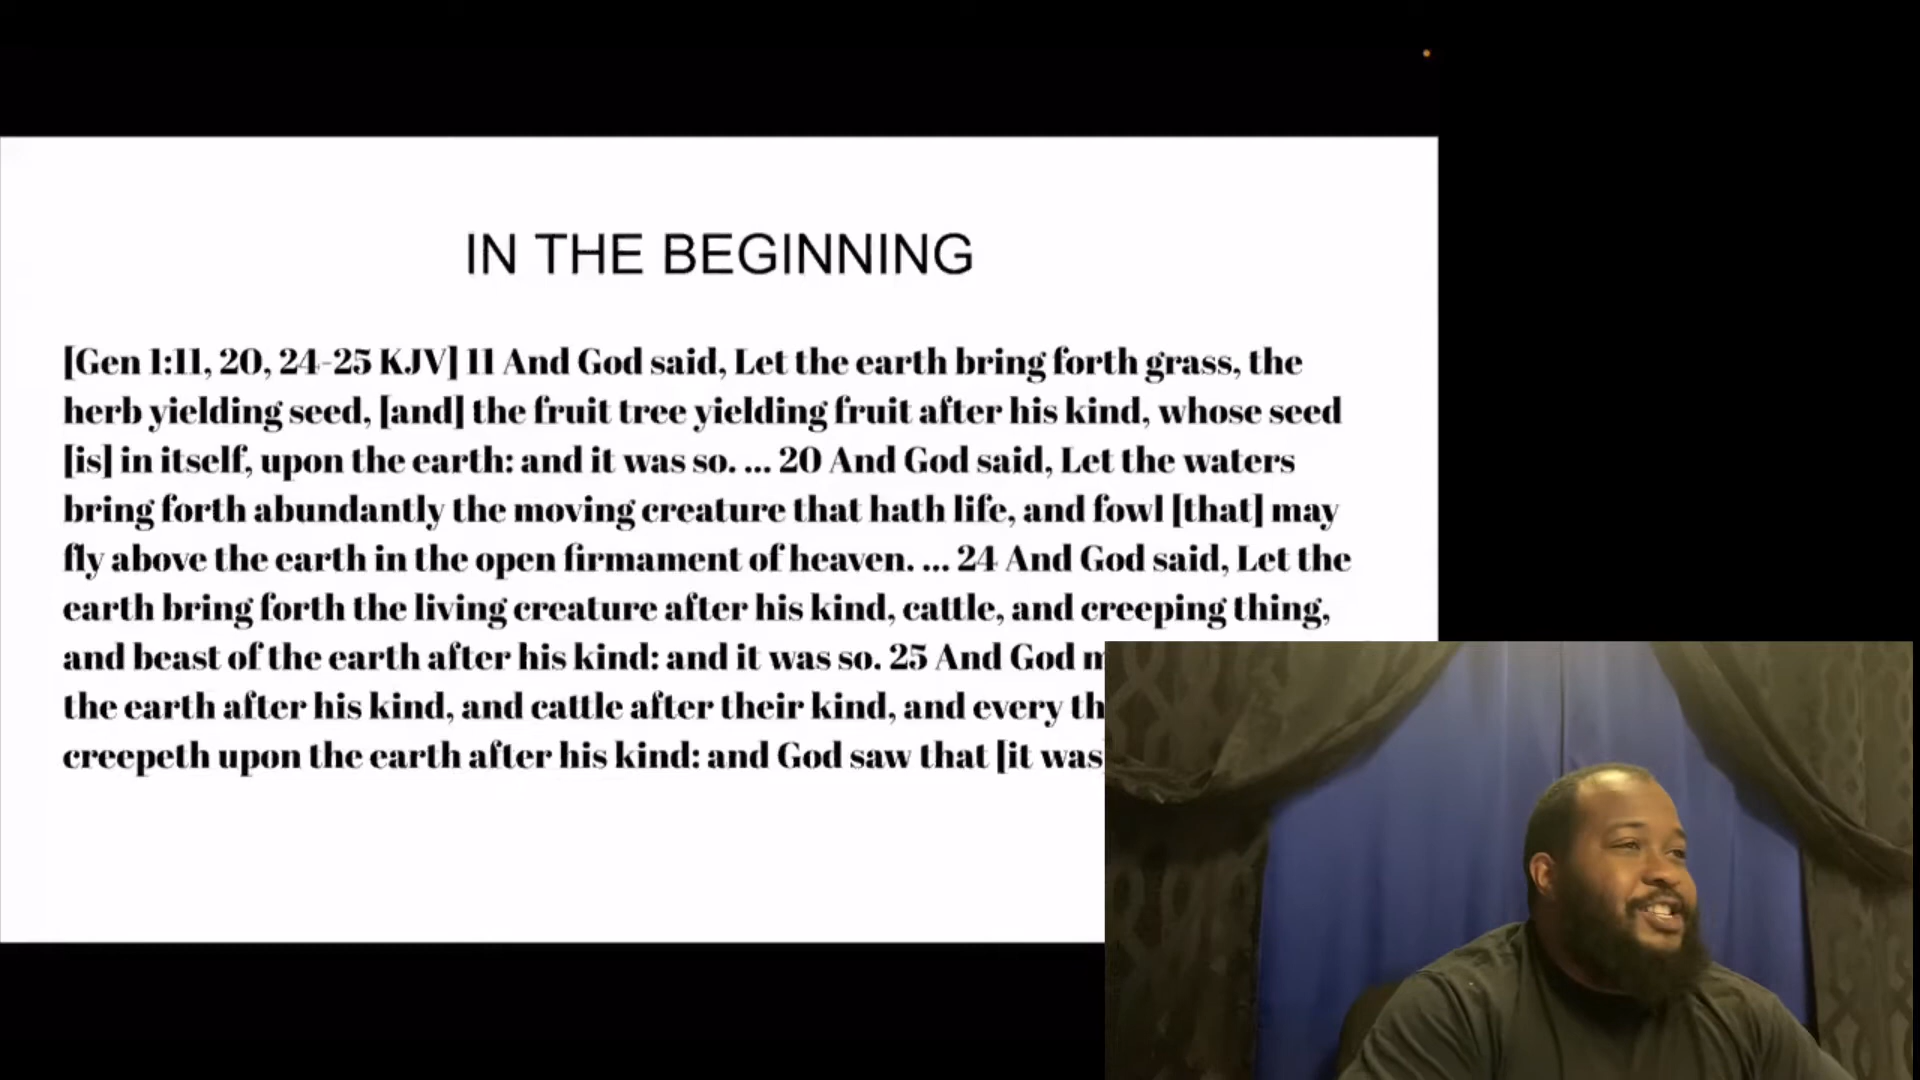 IN THE BEGINNING
[Gen 1:11, 20, 24-25 KJV] 11 And God said, Let the earth bring forth grass, the
herb yielding seed, [and] the fruit tree yielding fruit after his kind, whose seed
[is] in itself, upon the earth: and it was so. ... 20 And God said, Let the waters
bring forth abundantly the moving creature that hath life, and fowl [that] may
fly above the earth in the open firmament of heaven. ... 24 And God said, Let the
earth bring forth the living creature after his kind, cattle, and creeping thing,
and beast of the earth after his kind: and it was so. 25 And God
the earth after his kind, and cattle after their kind, and every
creepeth upon the earth after his kind: and God saw that [it was